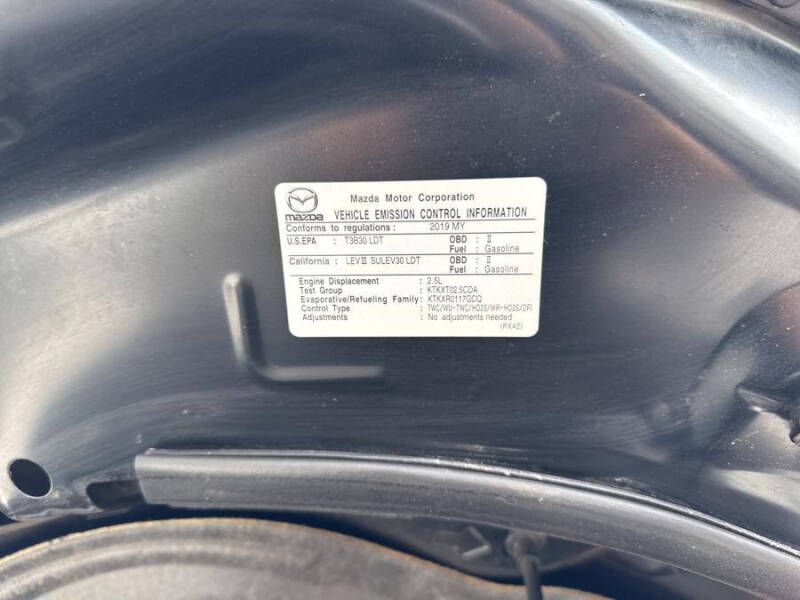 Mazda Motor Corporation
mazda VEHICLE EMISSION CONTROL INFORMATION
Conforms to regulations : 2019 MY
U.S.EPA : T3B30 LDT OBD : II
Fuel : Gasoline
California : LEVⅢ SULEV30 LDT OBD : II
Fuel : Gasoline
Engine Displacement : 2.5L
Test Group : KTKXT02.5CDA
Evaporative/Refueling Family: KTKXR0117GCQ
Control Type : TWC/WU-TWC/HO2S/WR-HO2S/DFI
Adjustments : No adjustments needed
(PX42)